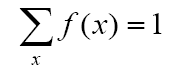 ∑ f(x) = 1
x